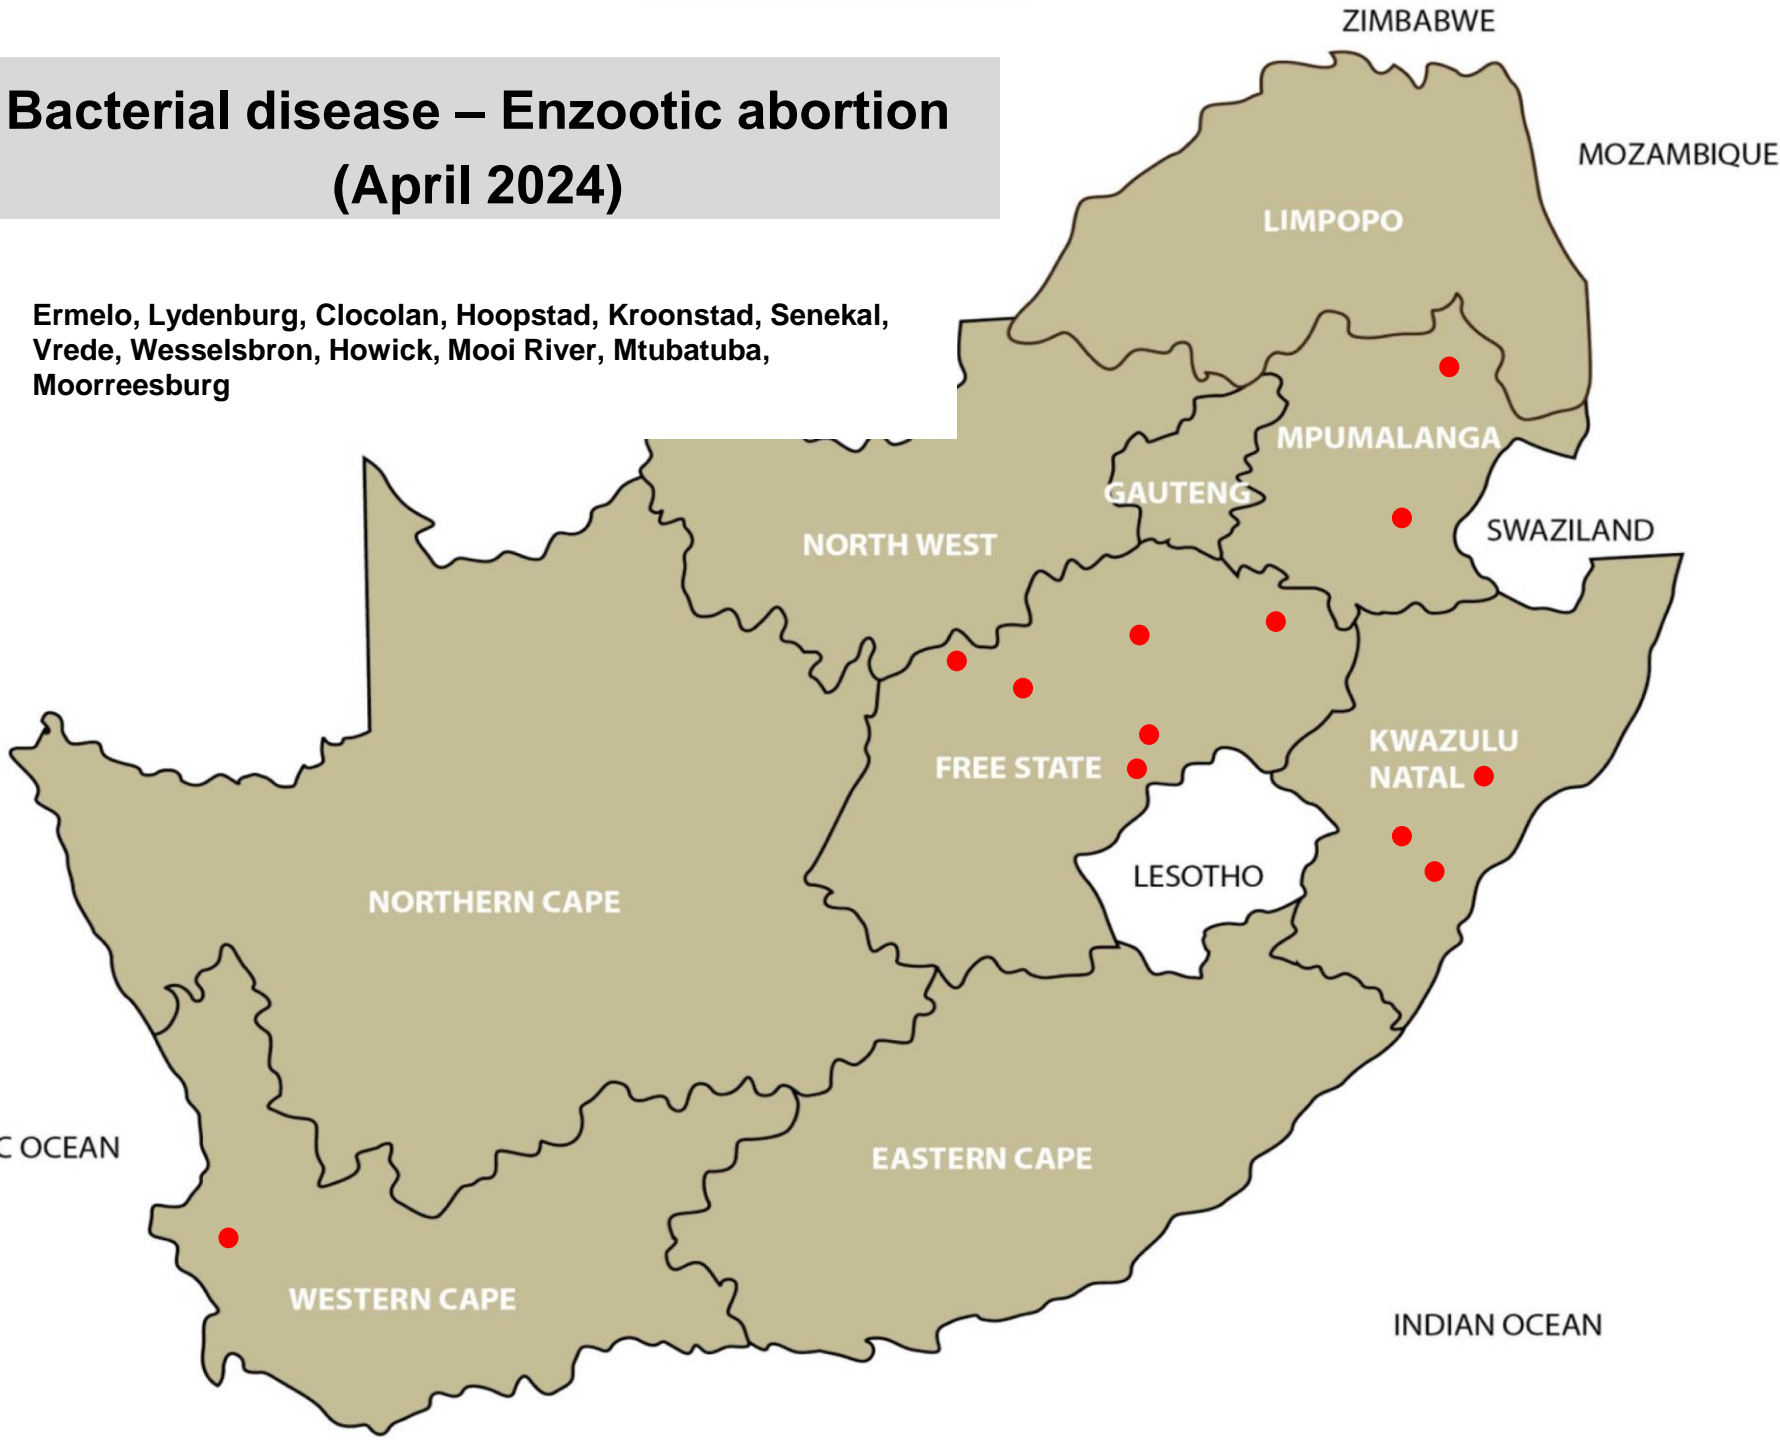 ZIMBABWE
Bacterial disease – Enzootic abortion
(April 2024)
MOZAMBIQUE
LIMPOPO
Ermelo, Lydenburg, Clocolan, Hoopstad, Kroonstad, Senekal,
Vrede, Wesselsbron, Howick, Mooi River, Mtubatuba,
Moorreesburg
MPUMALANGA
GAUTENG
SWAZILAND
NORTH WEST
KWAZULU
NATAL
FREE STATE
LESOTHO
NORTHERN CAPE
C OCEAN
EASTERN CAPE
WESTERN CAPE
INDIAN OCEAN